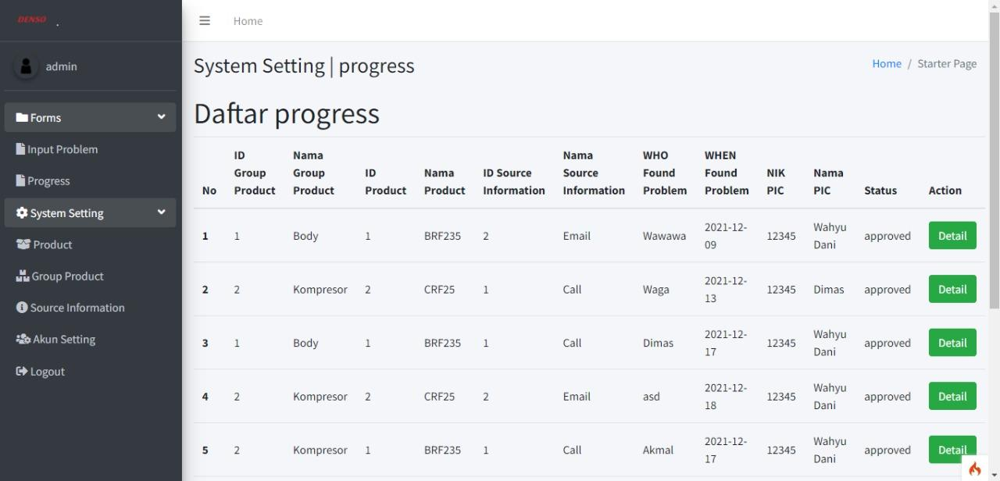 DENSO .
Home
admin
Forms
Input Problem
Progress
System Setting
Product
Group Product
Source Information
Akun Setting
Logout
System Setting | progress
Home / Starter Page
Daftar progress
No
ID
Group
Product
Nama
Group
Product
ID
Product
Nama
Product
ID Source
Information
Nama
Source
Information
WHO
Found
Problem
WHEN
Found
Problem
NIK
PIC
Nama
PIC
Status
Action
1 1 Body 1 BRF235 2 Email Wawawa 2021-12-
09 12345 Wahyu
Dani approved Detail
2 2 Kompresor 2 CRF25 1 Call Waga 2021-12-
13 12345 Dimas approved Detail
3 1 Body 1 BRF235 1 Call Dimas 2021-12-
17 12345 Wahyu
Dani approved Detail
4 2 Kompresor 2 CRF25 2 Email asd 2021-12-
18 12345 Wahyu
Dani approved Detail
5 2 Kompresor 1 BRF235 1 Call Akmal 2021-12-
17 12345 Wahyu
Dani approved Detail